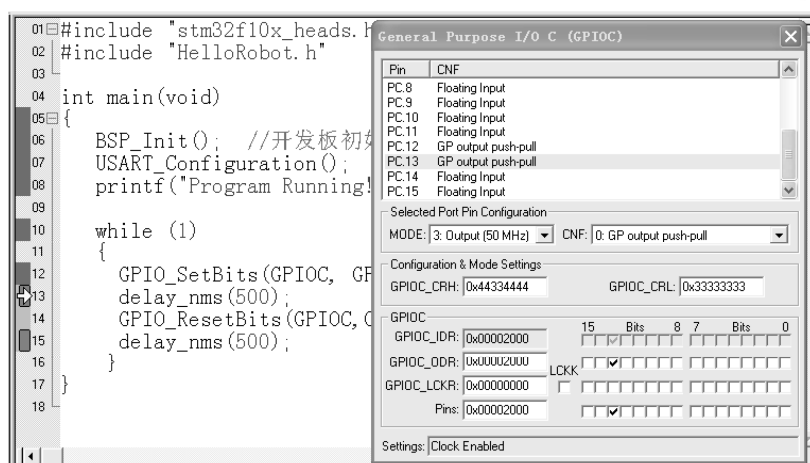 01 #include "stm32f10x_heads.h
02 #include "HelloRobot.h"
03
04 int main(void)
05 {
06 BSP_Init(); //开发板初始
07 USART_Configuration();
08 printf("Program Running!
09
10 while (1)
11 {
12 GPIO_SetBits(GPIOC, GP
13 delay_nms(500);
14 GPIO_ResetBits(GPIOC,G
15 delay_nms(500);
16 }
17 }
18
General Purpose I/O C (GPIOC)
Pin CNF
PC.8 Floating Input
PC.9 Floating Input
PC.10 Floating Input
PC.11 Floating Input
PC.12 GP output push-pull
PC.13 GP output push-pull
PC.14 Floating Input
PC.15 Floating Input
Selected Port Pin Configuration
MODE: 3: Output (50 MHz) CNF: 0: GP output push-pull
Configuration & Mode Settings
GPIOC_CRH: 0x44334444 GPIOC_CRL: 0x33333333
GPIOC
15 Bits 8 7 Bits 0
GPIOC_IDR: 0x00002000
GPIOC_ODR: 0x00002000
LCKK
GPIOC_LCKR: 0x00000000
Pins: 0x00002000
Settings: Clock Enabled